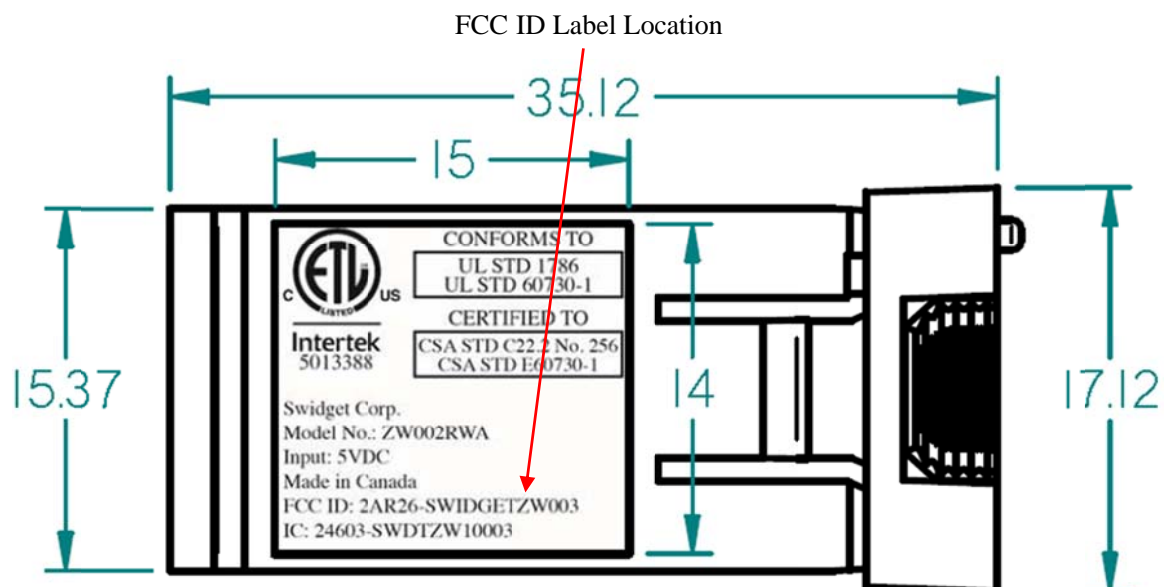 FCC ID Label Location
35.12
15
CONFORMS TO
UL STD 1786
UL STD 60730-1
C
ETL
US
LISTED
CERTIFIED TO
Intertek
5013388
CSA STD C22.2 No. 256
CSA STD E60730-1
15.37
14
17.12
Swidget Corp.
Model No.: ZW002RWA
Input: 5VDC
Made in Canada
FCC ID: 2AR26-SWIDGETZW003
IC: 24603-SWDTZW10003